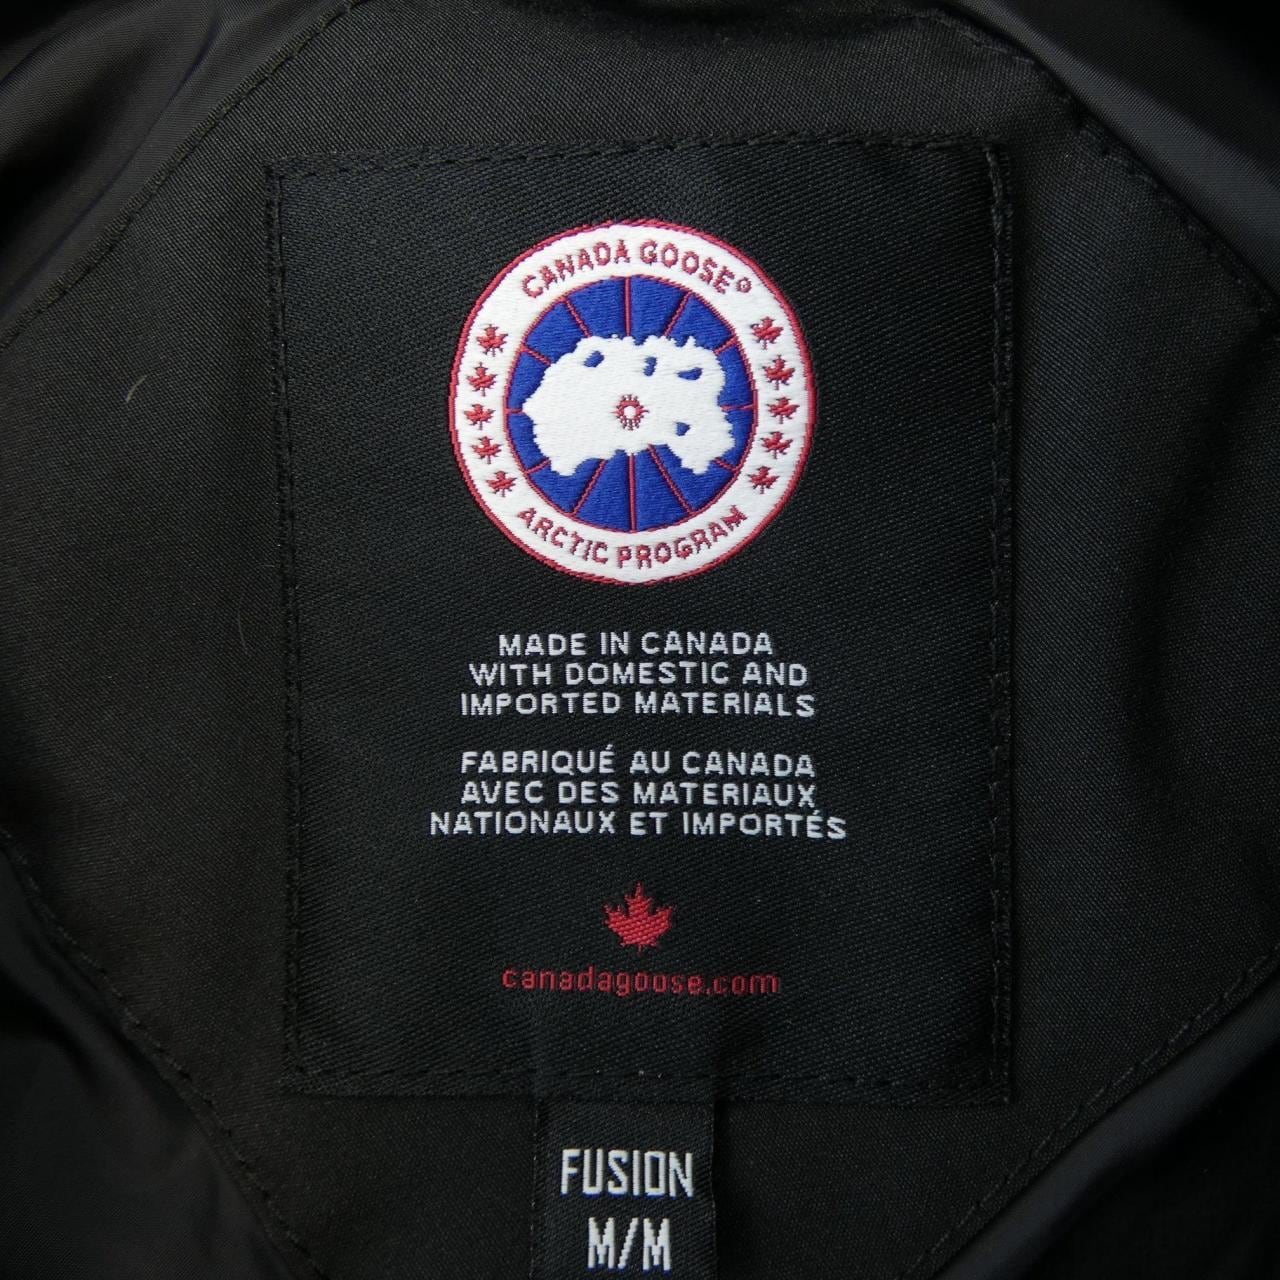 CANADA GOOSE®
ARCTIC PROGRAM
MADE IN CANADA
WITH DOMESTIC AND
IMPORTED MATERIALS
FABRIQUÉ AU CANADA
AVEC DES MATERIAUX
NATIONAUX ET IMPORTÉS
canadagoose.com
FUSION
M/M